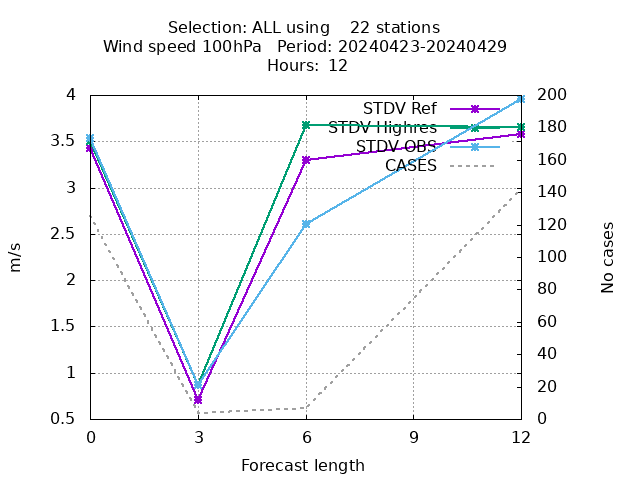 Selection: ALL using    22 stations
Wind speed 100hPa   Period: 20240423-20240429
Hours:  12
STDV Ref
STDV Highres
STDV OBS
CASES
4
3.5
3
2.5
2
1.5
1
0.5
m/s
200
180
160
140
120
100
80
60
40
20
0
No cases
0 3 6 9 12
Forecast length